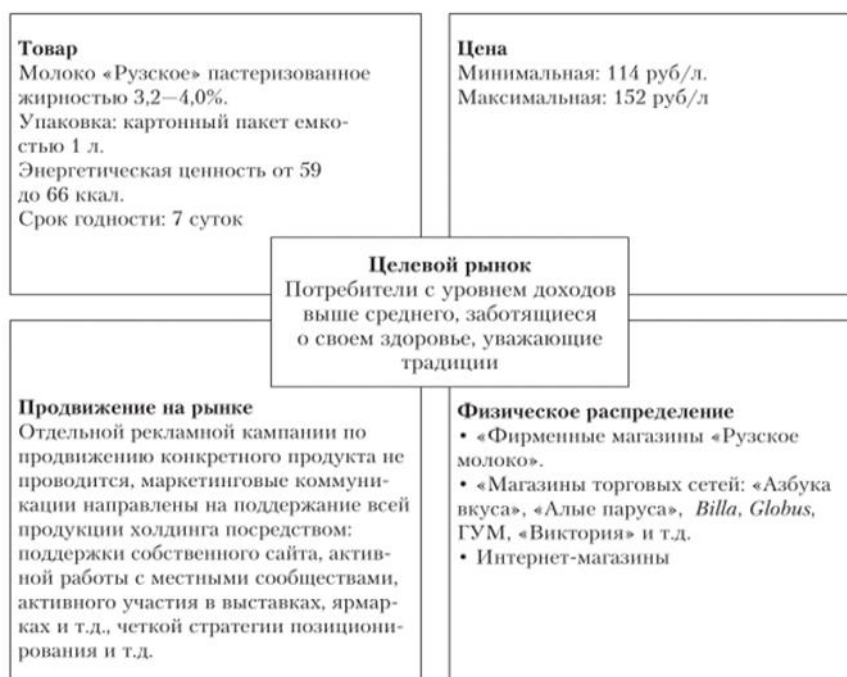 Товар
Молоко «Рузское» пастеризованное
жирностью 3,2—4,0%.
Упаковка: картонный пакет емко-
стью 1 л.
Энергетическая ценность от 59
до 66 ккал.
Срок годности: 7 суток
Цена
Минимальная: 114 руб/л.
Максимальная: 152 руб/л
Целевой рынок
Потребители с уровнем доходов
выше среднего, заботящиеся
о своем здоровье, уважающие
традиции
Продвижение на рынке
Отдельной рекламной кампании по
продвижению конкретного продукта не
проводится, маркетинговые коммуни-
кации направлены на поддержание всей
продукции холдинга посредством:
поддержки собственного сайта, актив-
ной работы с местными сообществами,
активного участия в выставках, ярмар-
ках и т.д., четкой стратегии позициони-
рования и т.д.
Физическое распределение
• «Фирменные магазины «Рузское
молоко».
• «Магазины торговых сетей: «Азбука
вкуса», «Алые паруса», Billa, Globus,
ГУМ, «Виктория» и т.д.
• Интернет-магазины